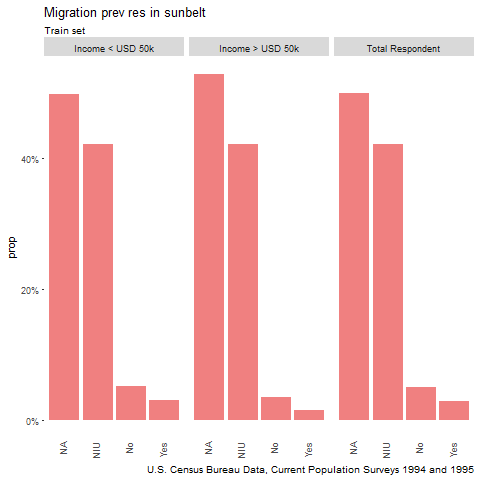 Migration prev res in sunbelt
Train set
Income < USD 50k
Income > USD 50k
Total Respondent
prop
40%
20%
0%
NA
NIU
No
Yes
NA
NIU
No
Yes
NA
NIU
No
Yes
U.S. Census Bureau Data, Current Population Surveys 1994 and 1995